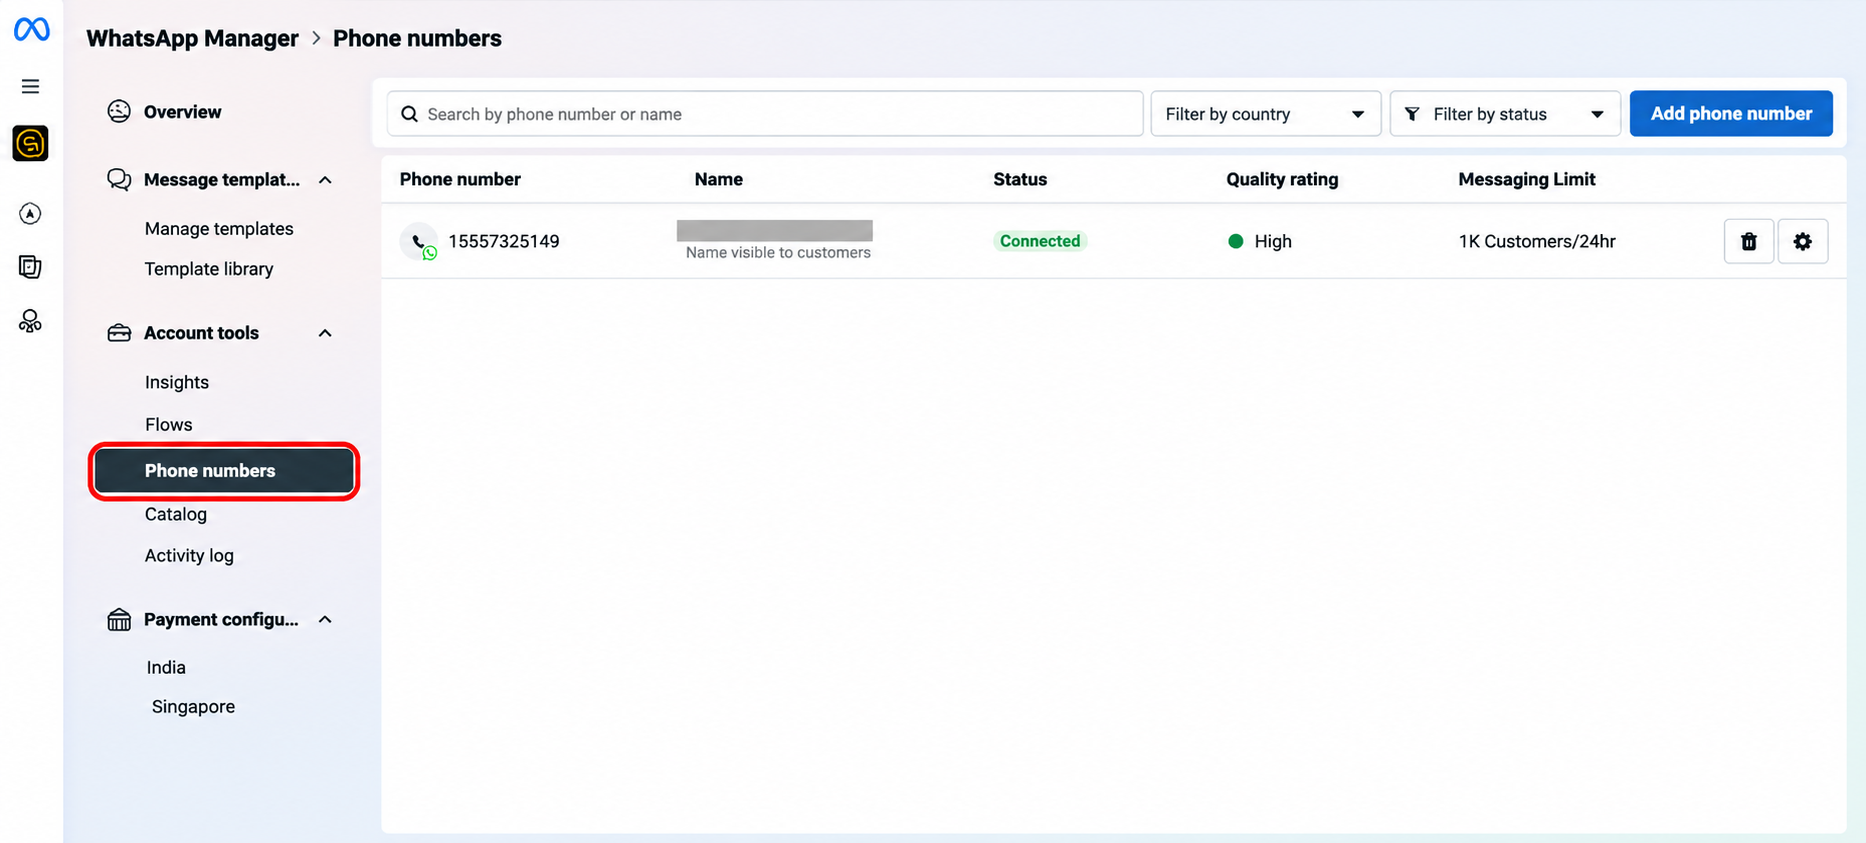 WhatsApp Manager > Phone numbers
Overview
Message templat...
Manage templates
Template library
Account tools
Insights
Flows
Phone numbers
Catalog
Activity log
Payment configu...
India
Singapore
Search by phone number or name
Filter by country
Filter by status
Add phone number
Phone number Name Status Quality rating Messaging Limit
15557325149 Connected High 1K Customers/24hr
Name visible to customers